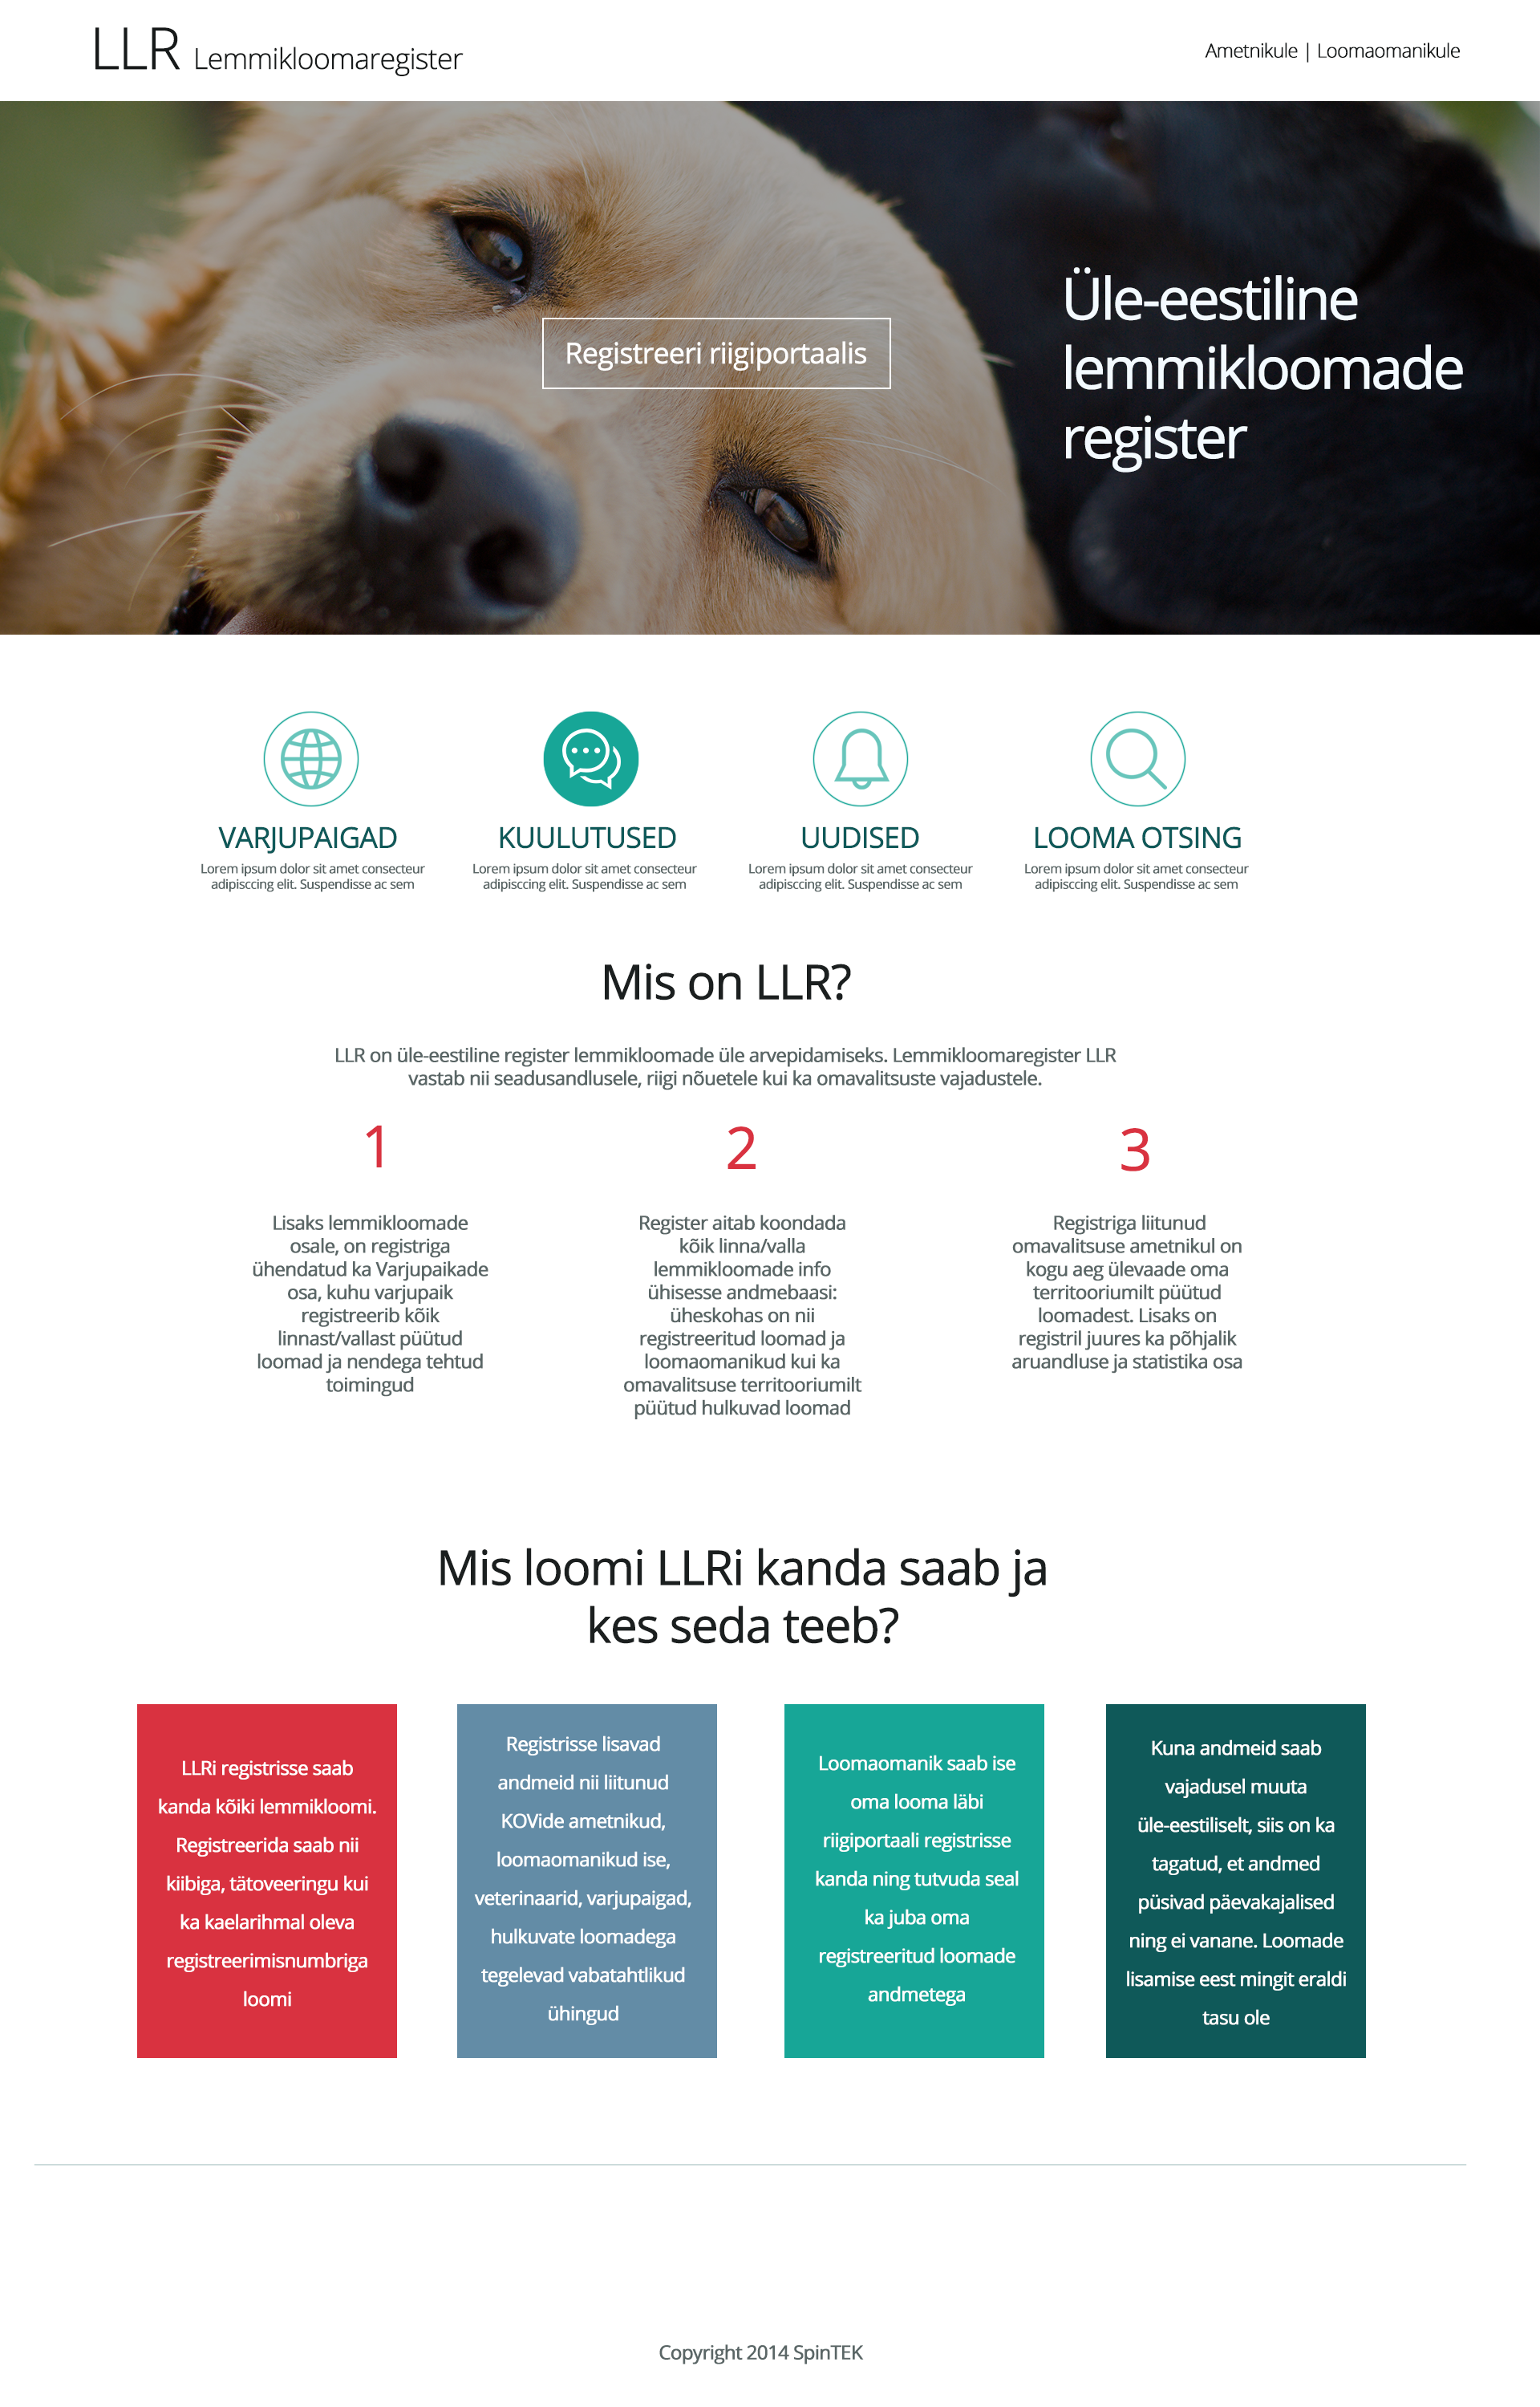 LLR Lemmikloomaregister
Ametnikule | Loomaomanikule
Registreeri riigiportaalis
Üle-eestiline
lemmikloomade
register
VARJUPAIGAD
Lorem ipsum dolor sit amet consecteur
adipisccing elit. Suspendisse ac sem
KUULUTUSED
Lorem ipsum dolor sit amet consecteur
adipisccing elit. Suspendisse ac sem
UUDISED
Lorem ipsum dolor sit amet consecteur
adipisccing elit. Suspendisse ac sem
LOOMA OTSING
Lorem ipsum dolor sit amet consecteur
adipisccing elit. Suspendisse ac sem
Mis on LLR?
LLR on üle-eestiline register lemmikloomade üle arvepidamiseks. Lemmikloomaregister LLR
vastab nii seadusandlusele, riigi nõuetele kui ka omavalitsuste vajadustele.
1
Lisaks lemmikloomade
osale, on registriga
ühendatud ka Varjupaikade
osa, kuhu varjupaik
registreerib kõik
linnast/vallast püütud
loomad ja nendega tehtud
toimingud
2
Register aitab koondada
kõik linna/valla
lemmikloomade info
ühisesse andmebaasi:
üheskohas on nii
registreeritud loomad ja
loomaomanikud kui ka
omavalitsuse territooriumilt
püütud hulkuvad loomad
3
Registriga liitunud
omavalitsuse ametnikul on
kogu aeg ülevaade oma
territooriumilt püütud
loomadest. Lisaks on
registril juures ka põhjalik
aruandluse ja statistika osa
Mis loomi LLRi kanda saab ja
kes seda teeb?
LLRi registrisse saab
kanda kõiki lemmikloomi.
Registreerida saab nii
kiibiga, tätoveeringu kui
ka kaelarihmal oleva
registreerimisnumbriga
loomi
Registrisse lisavad
andmeid nii liitunud
KOVide ametnikud,
loomaomanikud ise,
veterinaarid, varjupaigad,
hulkuvate loomadega
tegelevad vabatahtlikud
ühingud
Loomaomanik saab ise
oma looma läbi
riigiportaali registrisse
kanda ning tutvuda seal
ka juba oma
registreeritud loomade
andmetega
Kuna andmeid saab
vajadusel muuta
üle-eestiliselt, siis on ka
tagatud, et andmed
püsivad päevakajalised
ning ei vanane. Loomade
lisamise eest mingit eraldi
tasu ole
Copyright 2014 SpinTEK